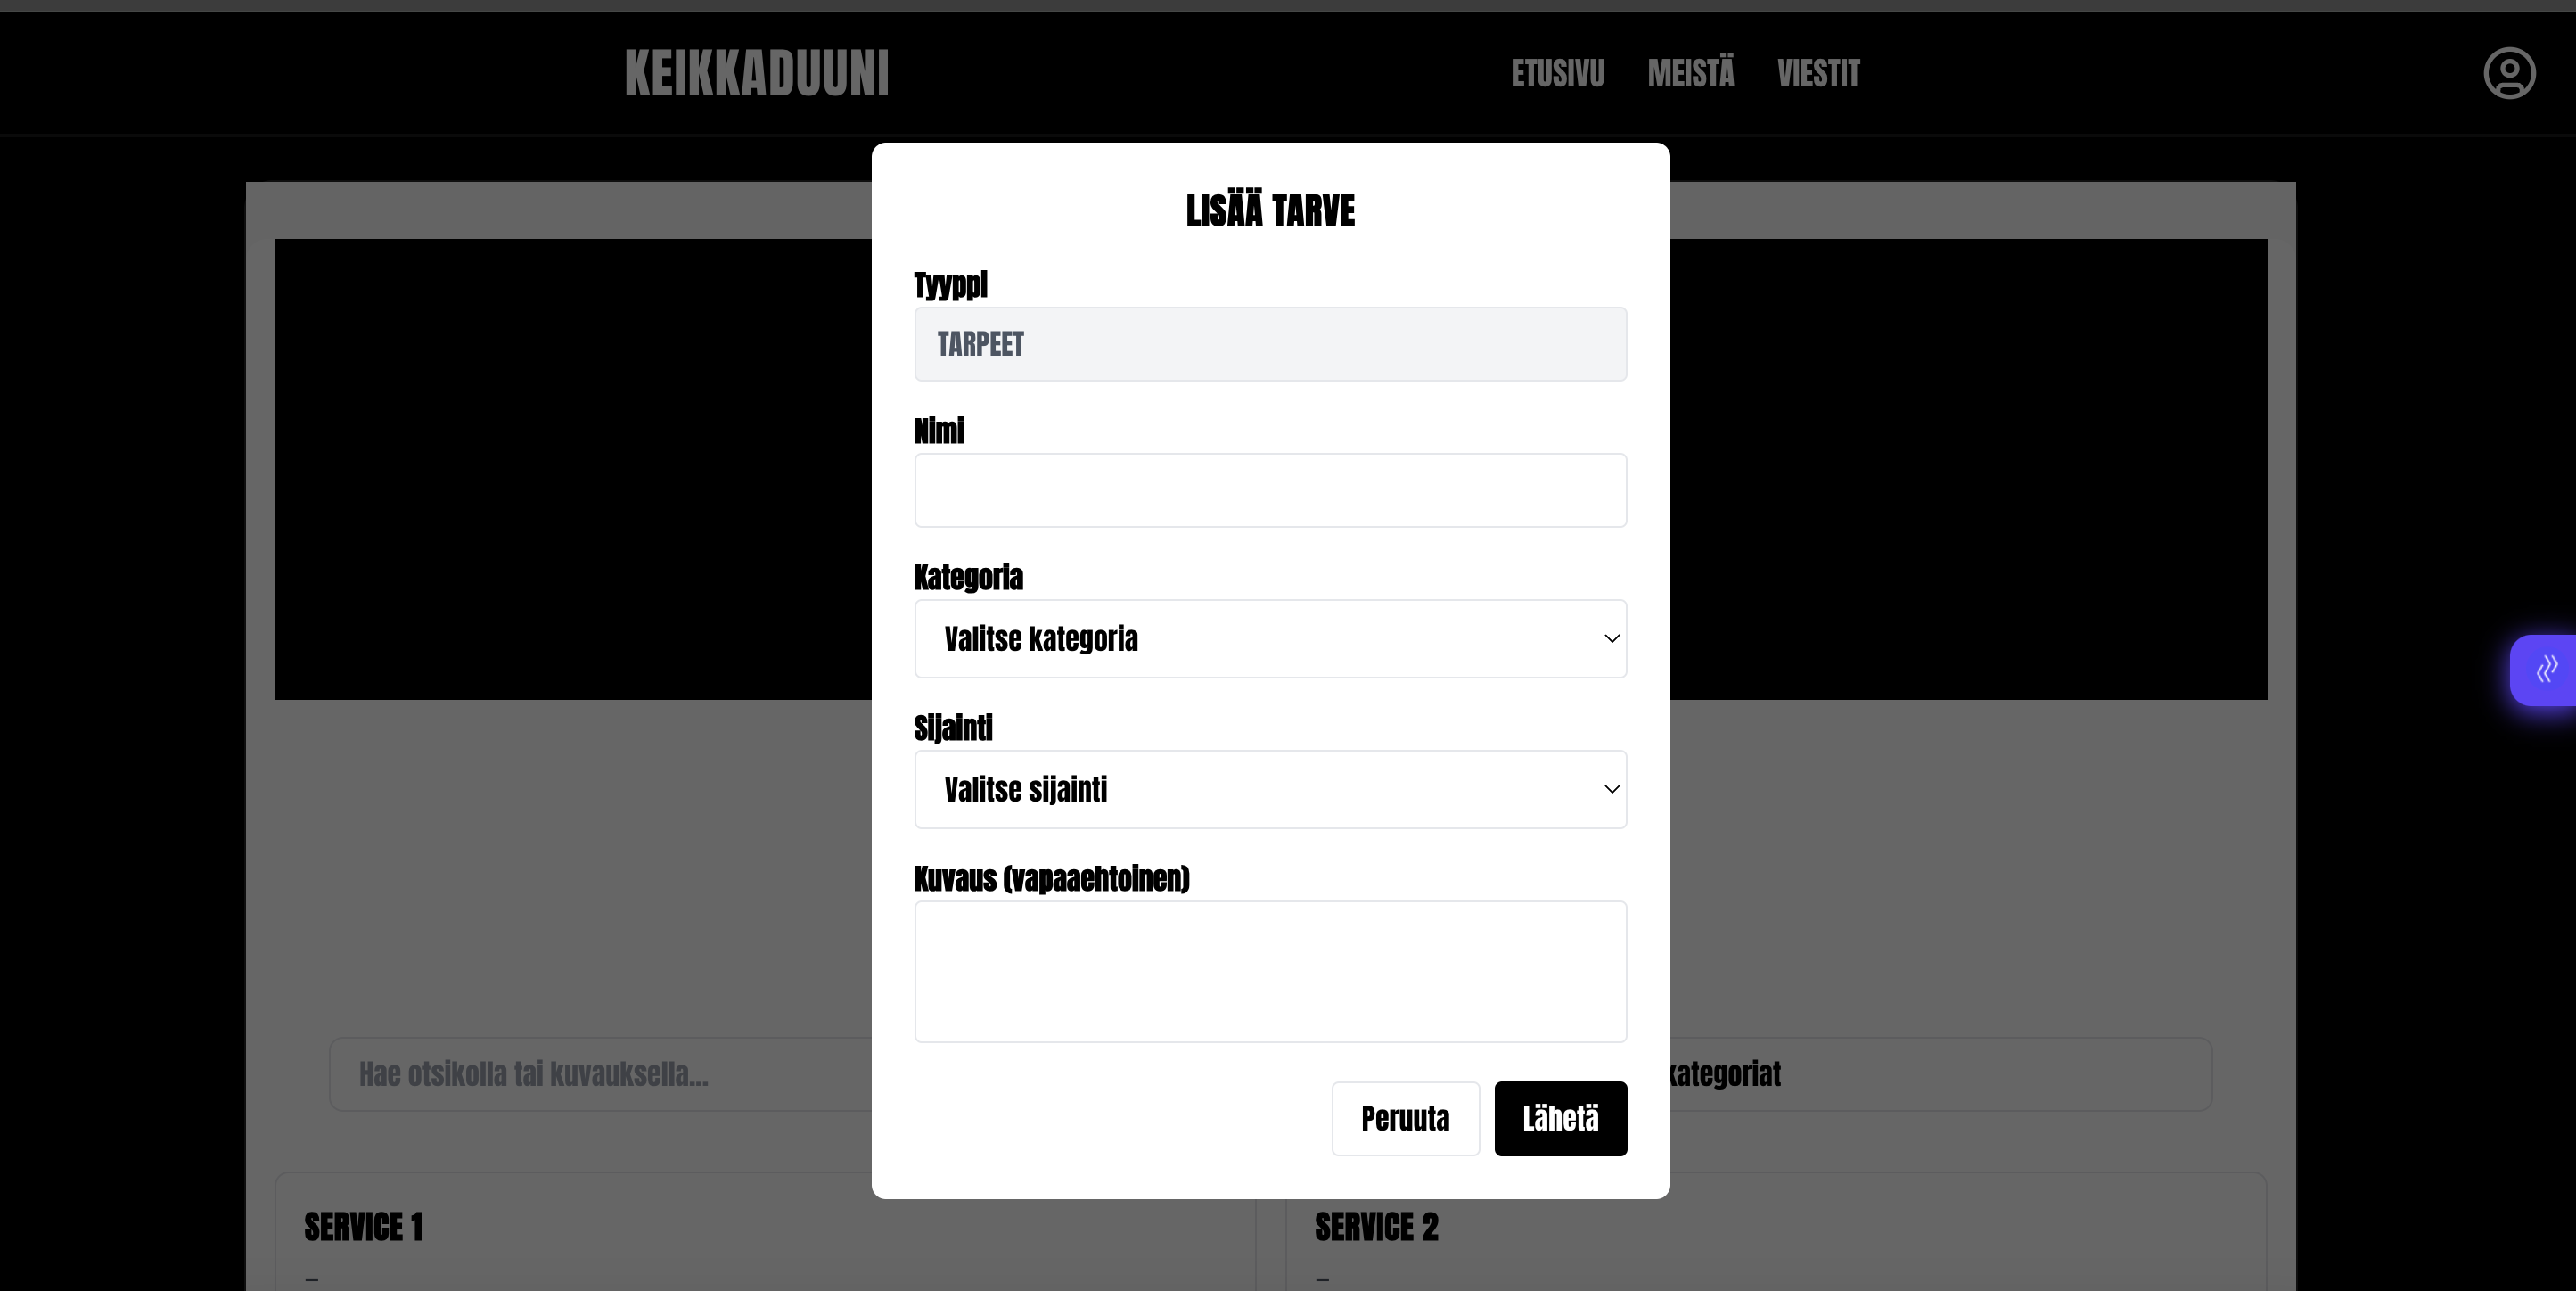 KEIKKADUUNI
ETUSIVU MEISTÄ VIESTIT
LISÄÄ TARVE
Tyyppi
TARPEET
Nimi
Kategoria
Valitse kategoria
Sijainti
Valitse sijainti
Kuvaus (vapaaehtoinen)
Peruuta Lähetä
Hae otsikolla tai kuvauksella...
kategoriat
SERVICE 1
–
SERVICE 2
–